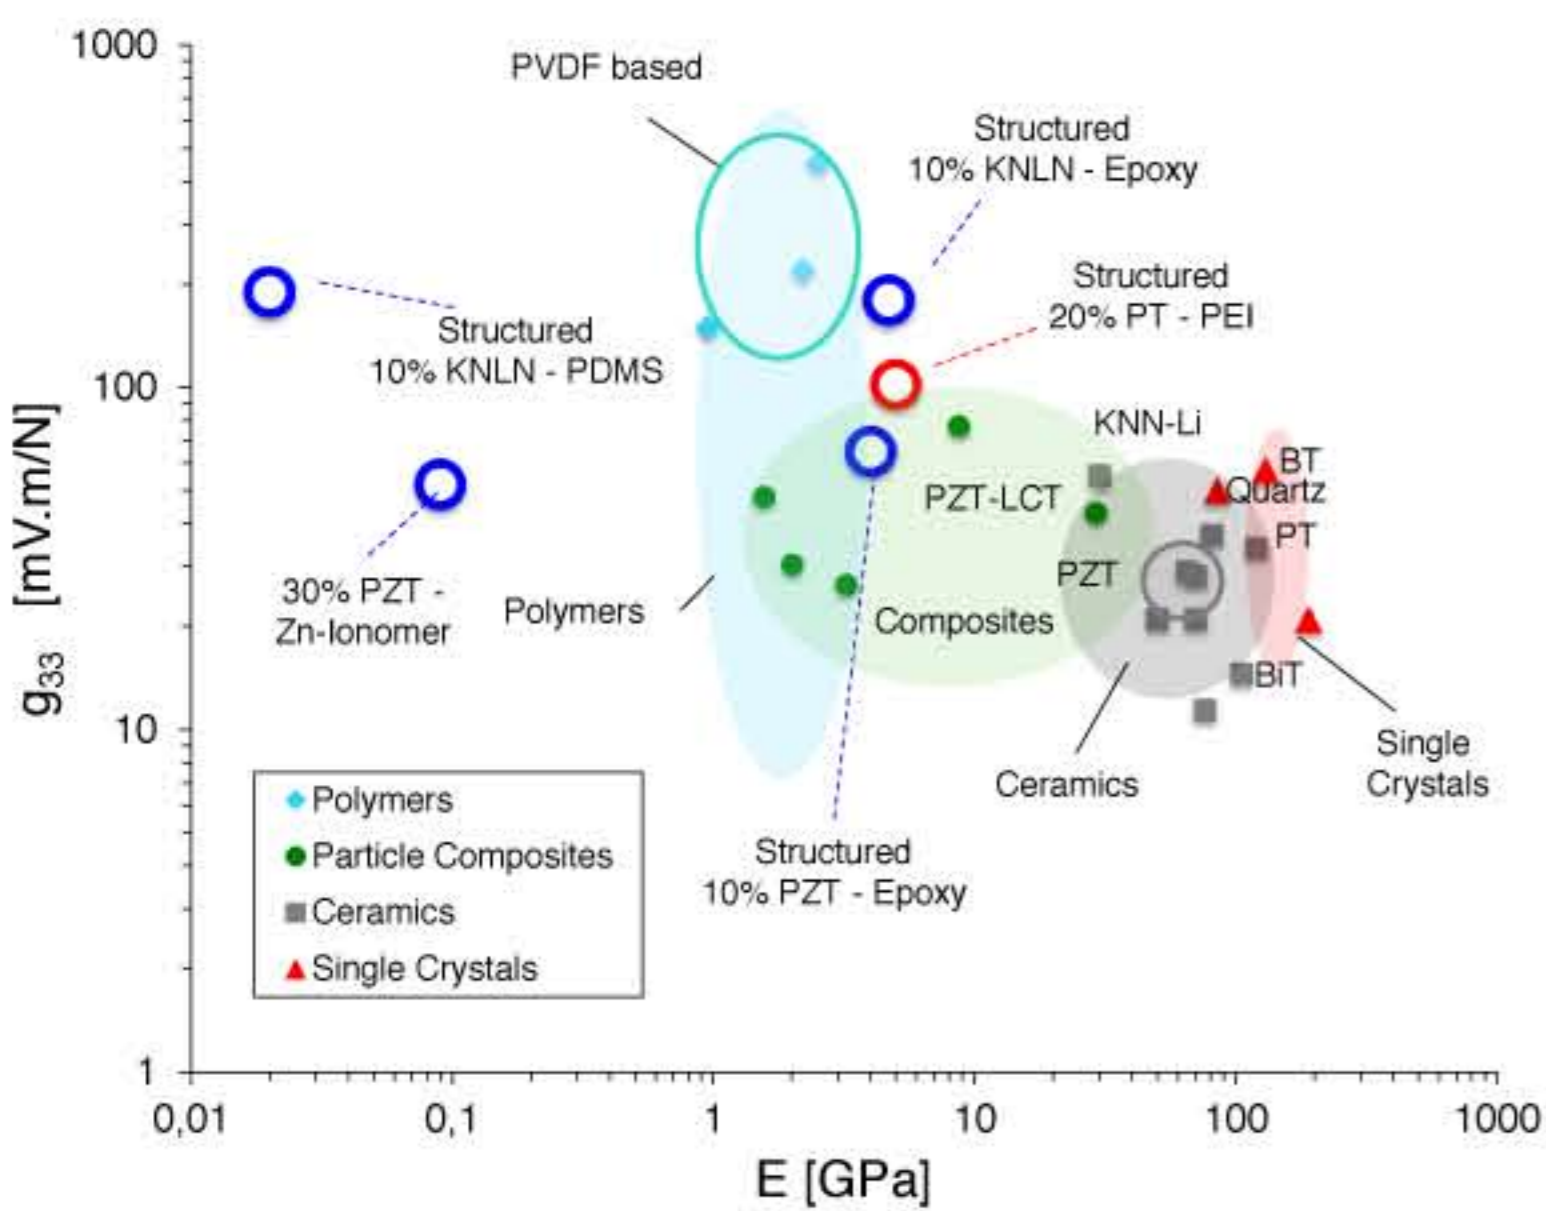 1000
PVDF based
Structured
10% KNLN - Epoxy
Structured
20% PT - PEI
Structured
10% KNLN - PDMS
100
KNN-Li
BT
Quartz
PZT-LCT
PT
PZT
30% PZT -
Zn-Ionomer
Polymers
Composites
BiT
g33 [mV.m/N]
10
Single
Crystals
Ceramics
Polymers
Particle Composites
Ceramics
Single Crystals
Structured
10% PZT - Epoxy
1
0,01
0,1
1
10
100
1000
E [GPa]